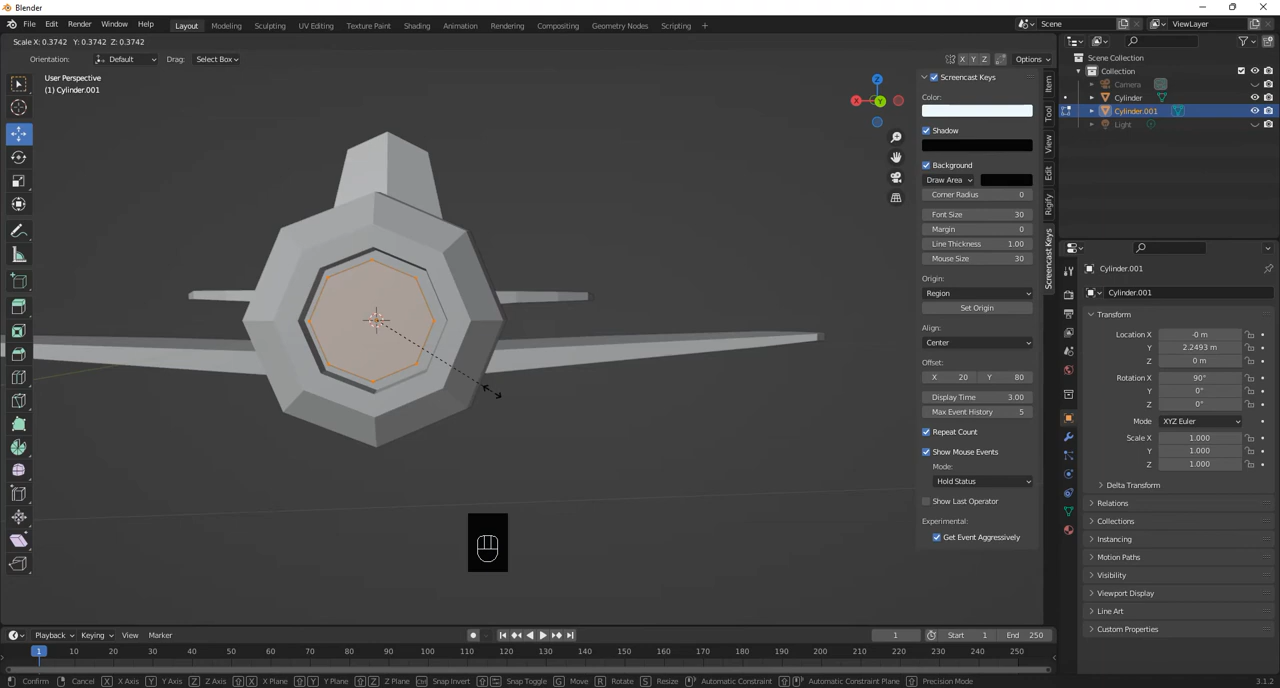 Blender
File Edit Render Window Help Layout Modeling Sculpting UV Editing Texture Paint Shading Animation Rendering Compositing Geometry Nodes Scripting + Scene ViewLayer
Scale X: 0.3742 Y: 0.3742 Z: 0.3742
Orientation: Default Drag: Select Box X Y Z Options
User Perspective
(1) Cylinder.001
Z
X
Y
Screencast Keys
Color:
Shadow
Background
Draw Area
Corner Radius 0
Font Size 30
Margin 0
Line Thickness 1.00
Mouse Size 30
Origin:
Region
Set Origin
Align:
Center
Offset:
X 20 Y 80
Display Time 3.00
Max Event History 5
Repeat Count
Show Mouse Events
Mode:
Hold Status
Show Last Operator
Experimental:
Get Event Aggressively
Item
Tool
View
Edit
Rigify
Screencast Keys
Scene Collection
Collection
Camera
Cylinder
Cylinder.001
Light
Cylinder.001
Cylinder.001
Transform
Location X -0 m
Y 2.2493 m
Z 0 m
Rotation X 90°
Y 0°
Z 0°
Mode XYZ Euler
Scale X 1.000
Y 1.000
Z 1.000
Delta Transform
Relations
Collections
Instancing
Motion Paths
Visibility
Viewport Display
Line Art
Custom Properties
Playback Keying View Marker 1 Start 1 End 250
1 10 20 30 40 50 60 70 80 90 100 110 120 130 140 150 160 170 180 190 200 210 220 230 240 250
Confirm Cancel X X Axis Y Y Axis Z Z Axis X X Plane Y Y Plane Z Z Plane Ctrl Snap Invert Snap Toggle G Move R Rotate S Resize Automatic Constraint Automatic Constraint Plane Precision Mode 3.1.2